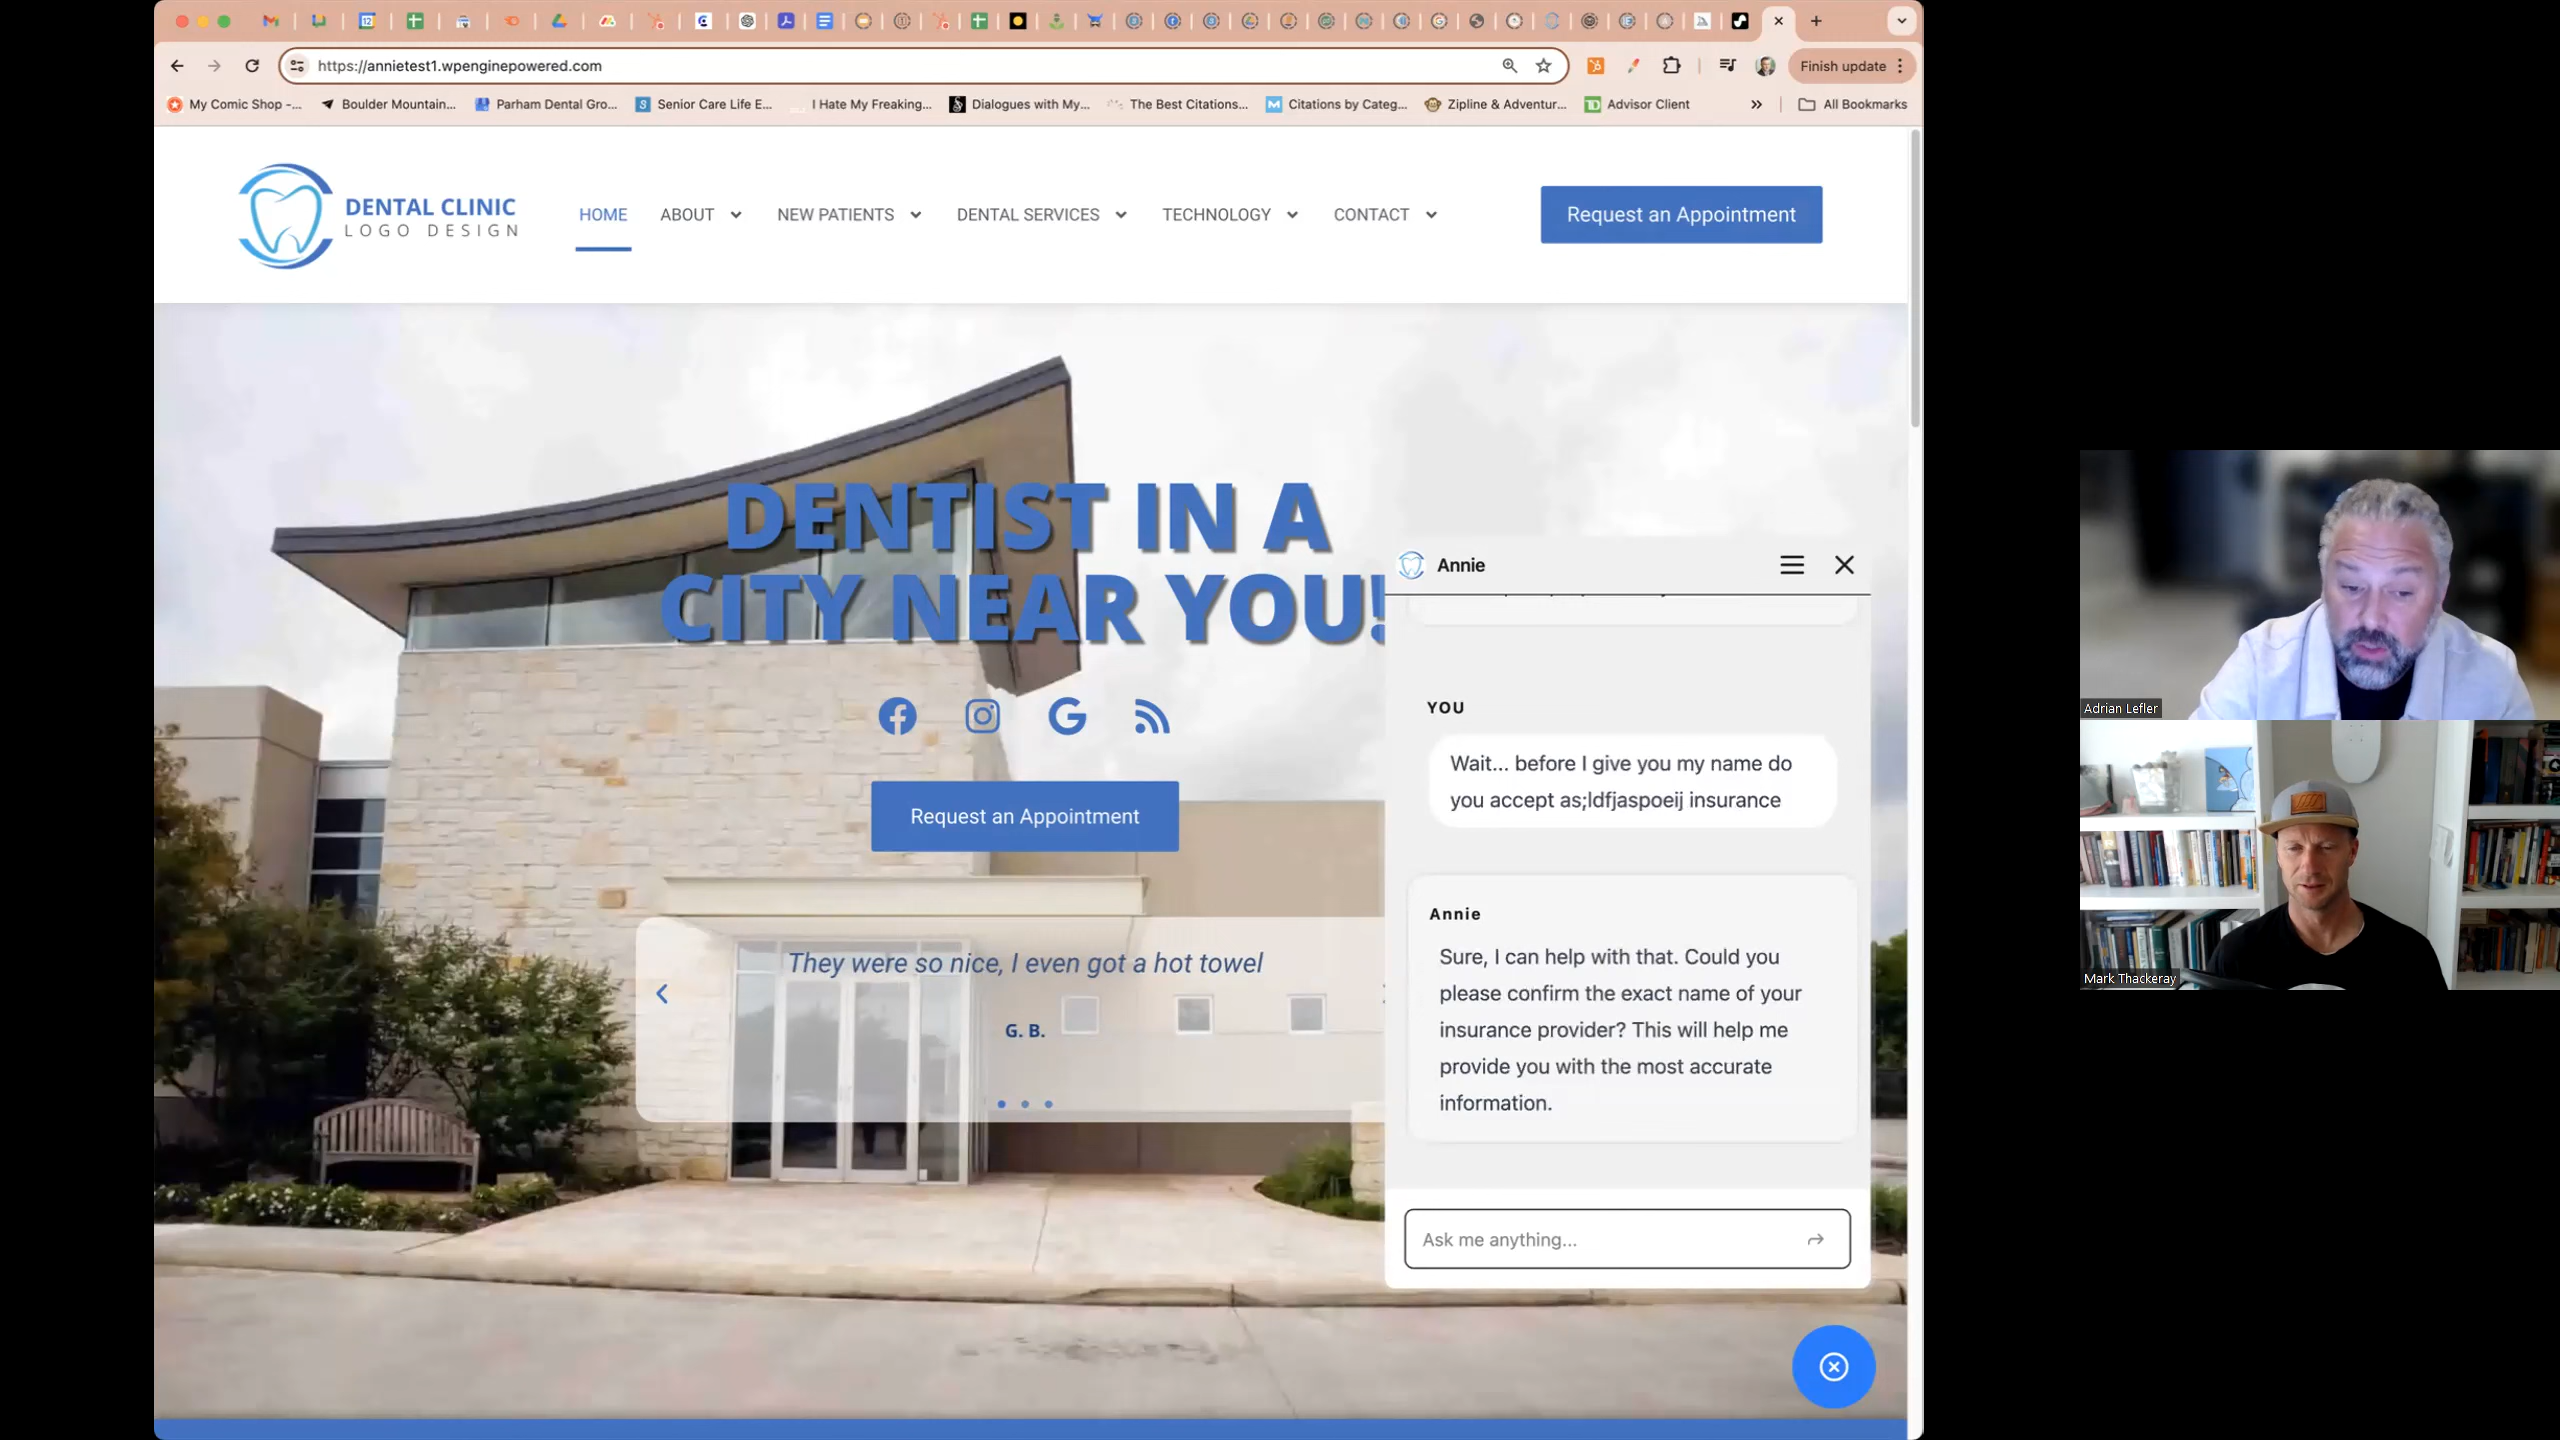 https://annietest1.wpenginepowered.com
Finish update
My Comic Shop -...
Boulder Mountain...
Parham Dental Gro...
Senior Care Life E...
I Hate My Freaking...
Dialogues with My...
The Best Citations...
Citations by Categ...
Zipline & Adventur...
Advisor Client
All Bookmarks
DENTAL CLINIC
LOGO DESIGN
HOME
ABOUT
NEW PATIENTS
DENTAL SERVICES
TECHNOLOGY
CONTACT
Request an Appointment
DENTIST IN A
CITY NEAR YOU!
Request an Appointment
They were so nice, I even got a hot towel
G. B.
Annie
YOU
Wait... before I give you my name do
you accept as;ldfjaspoeij insurance
Annie
Sure, I can help with that. Could you
please confirm the exact name of your
insurance provider? This will help me
provide you with the most accurate
information.
Ask me anything...
Adrian Lefler
Mark Thackeray